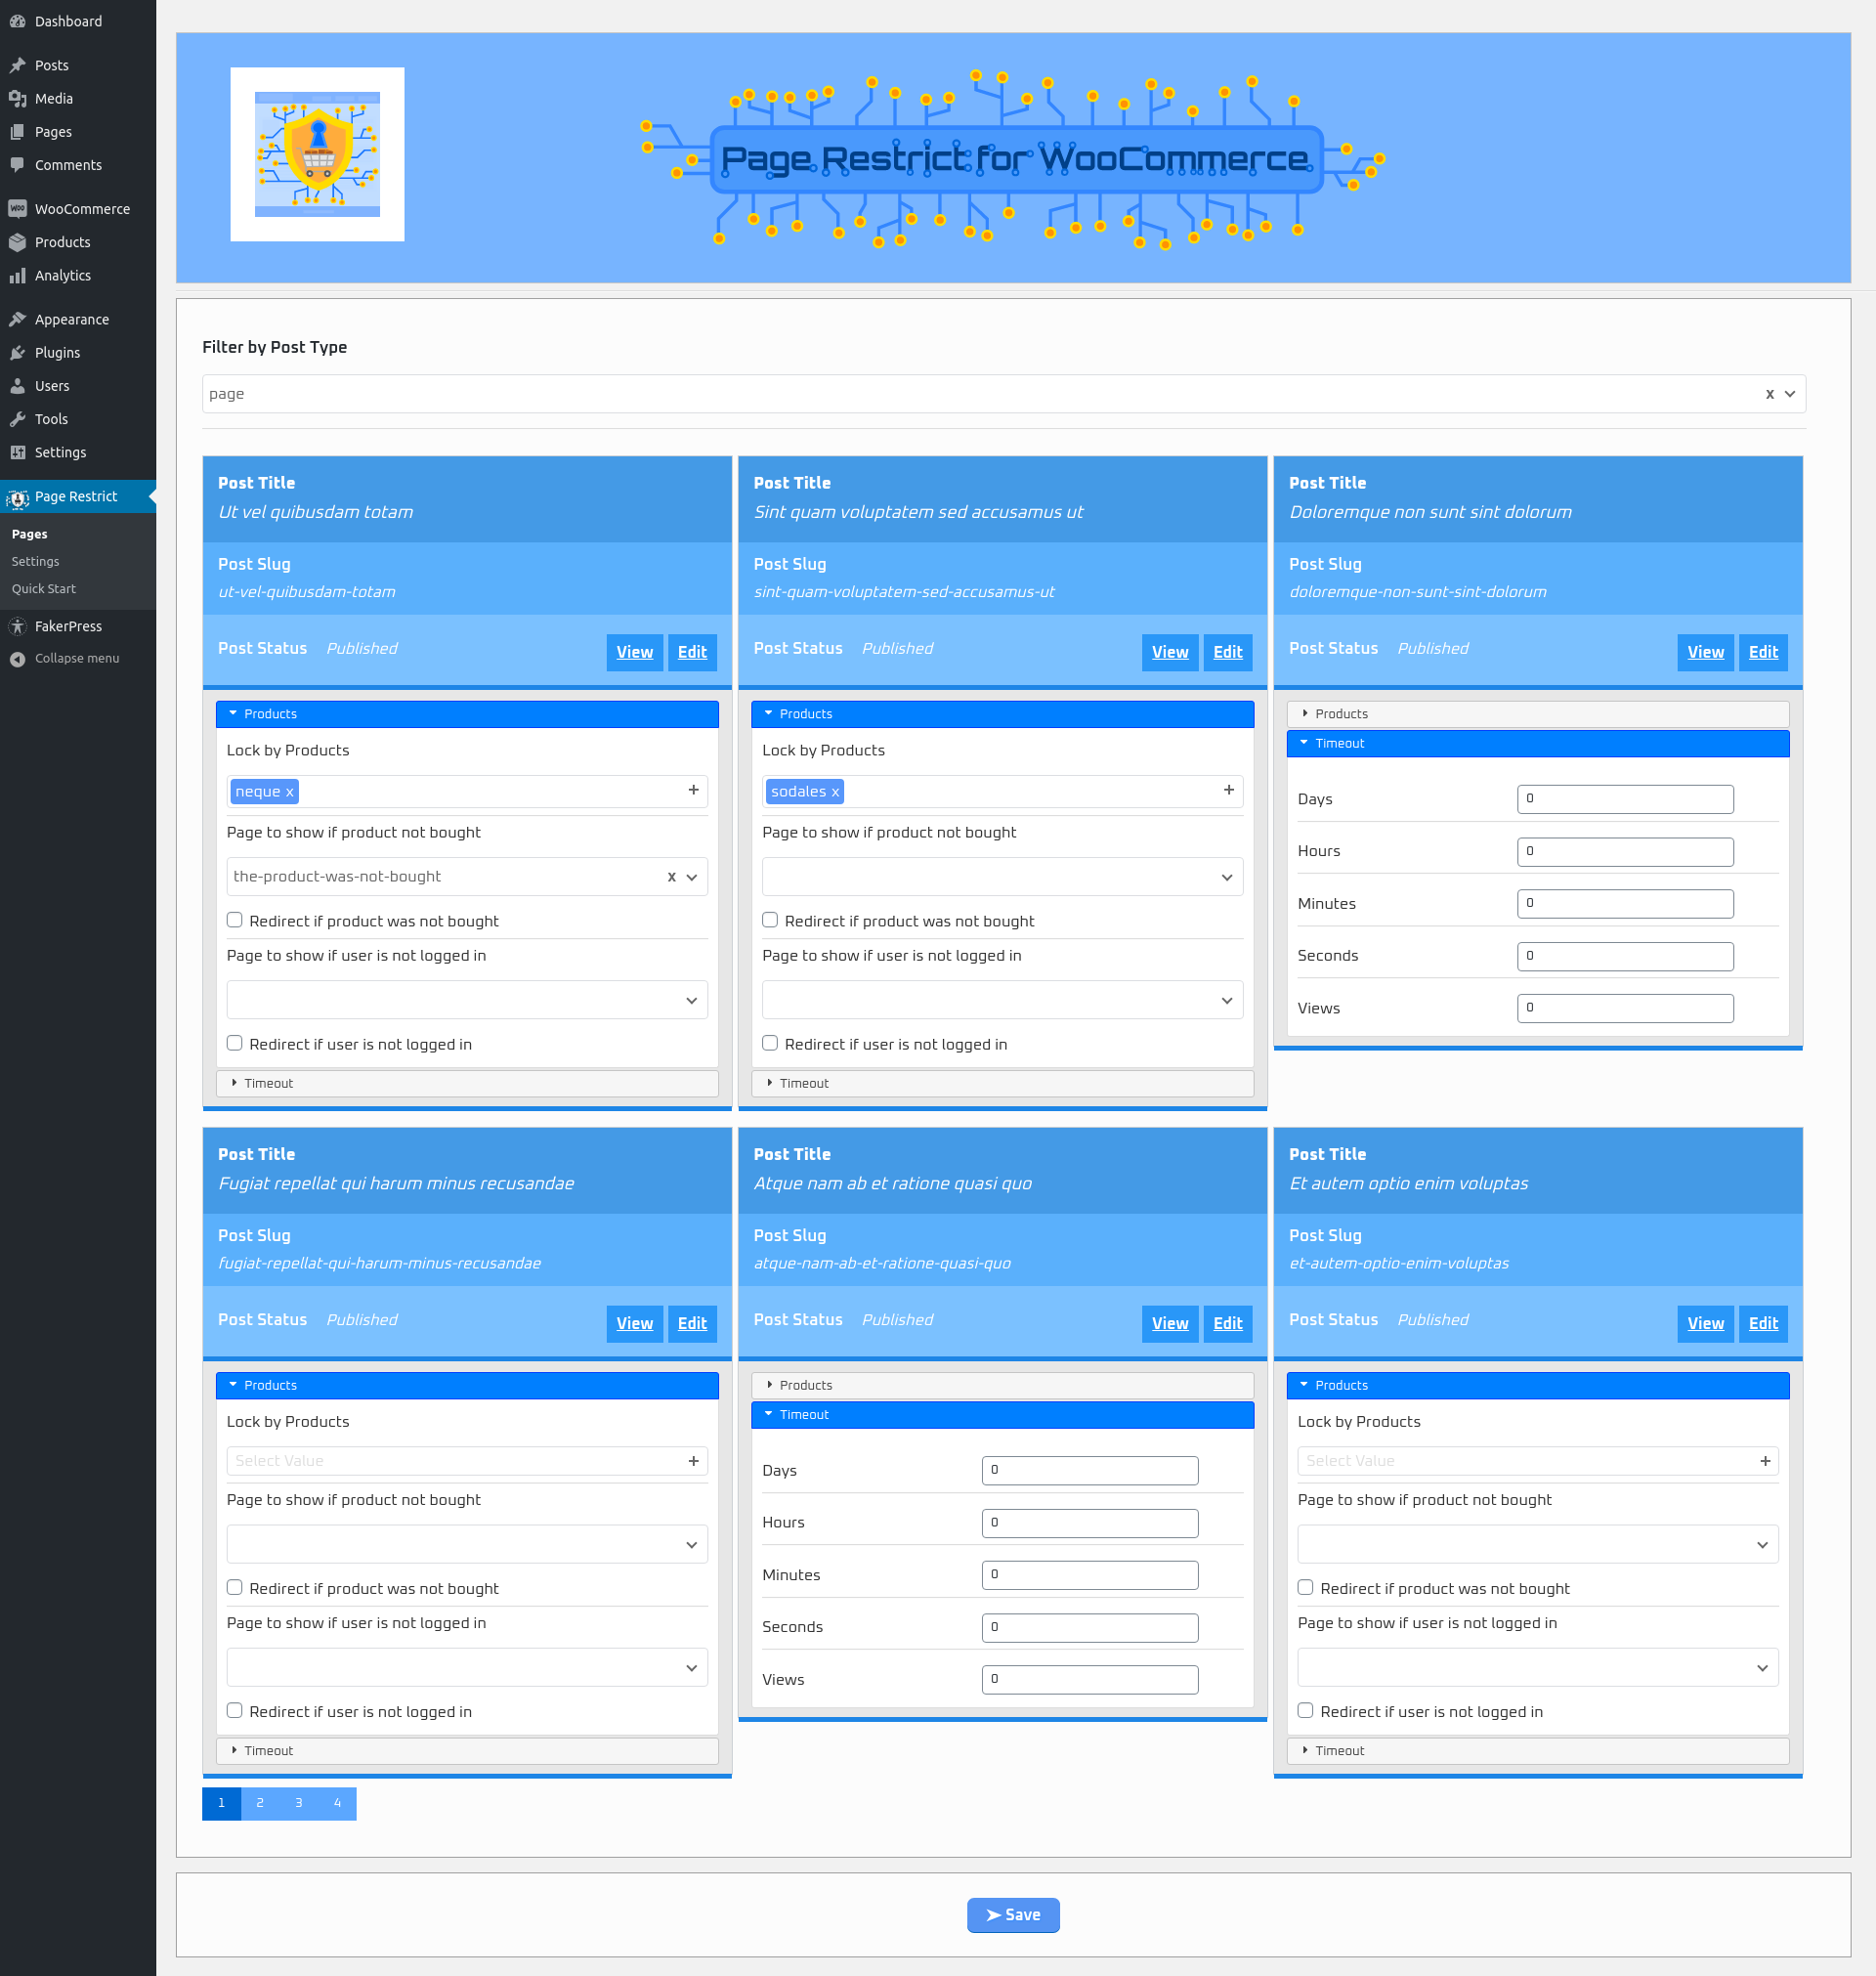 Dashboard
Posts
Media
Pages
Comments
WooCommerce
Products
Analytics
Appearance
Plugins
Users
Tools
Settings
Page Restrict
Pages
Settings
Quick Start
FakerPress
Collapse menu
Page Restrict for WooCommerce
Filter by Post Type
page x
Post Title
Ut vel quibusdam totam
Post Slug
ut-vel-quibusdam-totam
Post Status Published View Edit
Products
Lock by Products
neque x +
Page to show if product not bought
the-product-was-not-bought x
Redirect if product was not bought
Page to show if user is not logged in
Redirect if user is not logged in
Timeout
Post Title
Sint quam voluptatem sed accusamus ut
Post Slug
sint-quam-voluptatem-sed-accusamus-ut
Post Status Published View Edit
Products
Lock by Products
sodales x +
Page to show if product not bought
Redirect if product was not bought
Page to show if user is not logged in
Redirect if user is not logged in
Timeout
Post Title
Doloremque non sunt sint dolorum
Post Slug
doloremque-non-sunt-sint-dolorum
Post Status Published View Edit
Products
Timeout
Days 0
Hours 0
Minutes 0
Seconds 0
Views 0
Post Title
Fugiat repellat qui harum minus recusandae
Post Slug
fugiat-repellat-qui-harum-minus-recusandae
Post Status Published View Edit
Products
Lock by Products
Select Value +
Page to show if product not bought
Redirect if product was not bought
Page to show if user is not logged in
Redirect if user is not logged in
Timeout
Post Title
Atque nam ab et ratione quasi quo
Post Slug
atque-nam-ab-et-ratione-quasi-quo
Post Status Published View Edit
Products
Timeout
Days 0
Hours 0
Minutes 0
Seconds 0
Views 0
Post Title
Et autem optio enim voluptas
Post Slug
et-autem-optio-enim-voluptas
Post Status Published View Edit
Products
Lock by Products
Select Value +
Page to show if product not bought
Redirect if product was not bought
Page to show if user is not logged in
Redirect if user is not logged in
Timeout
1 2 3 4
Save